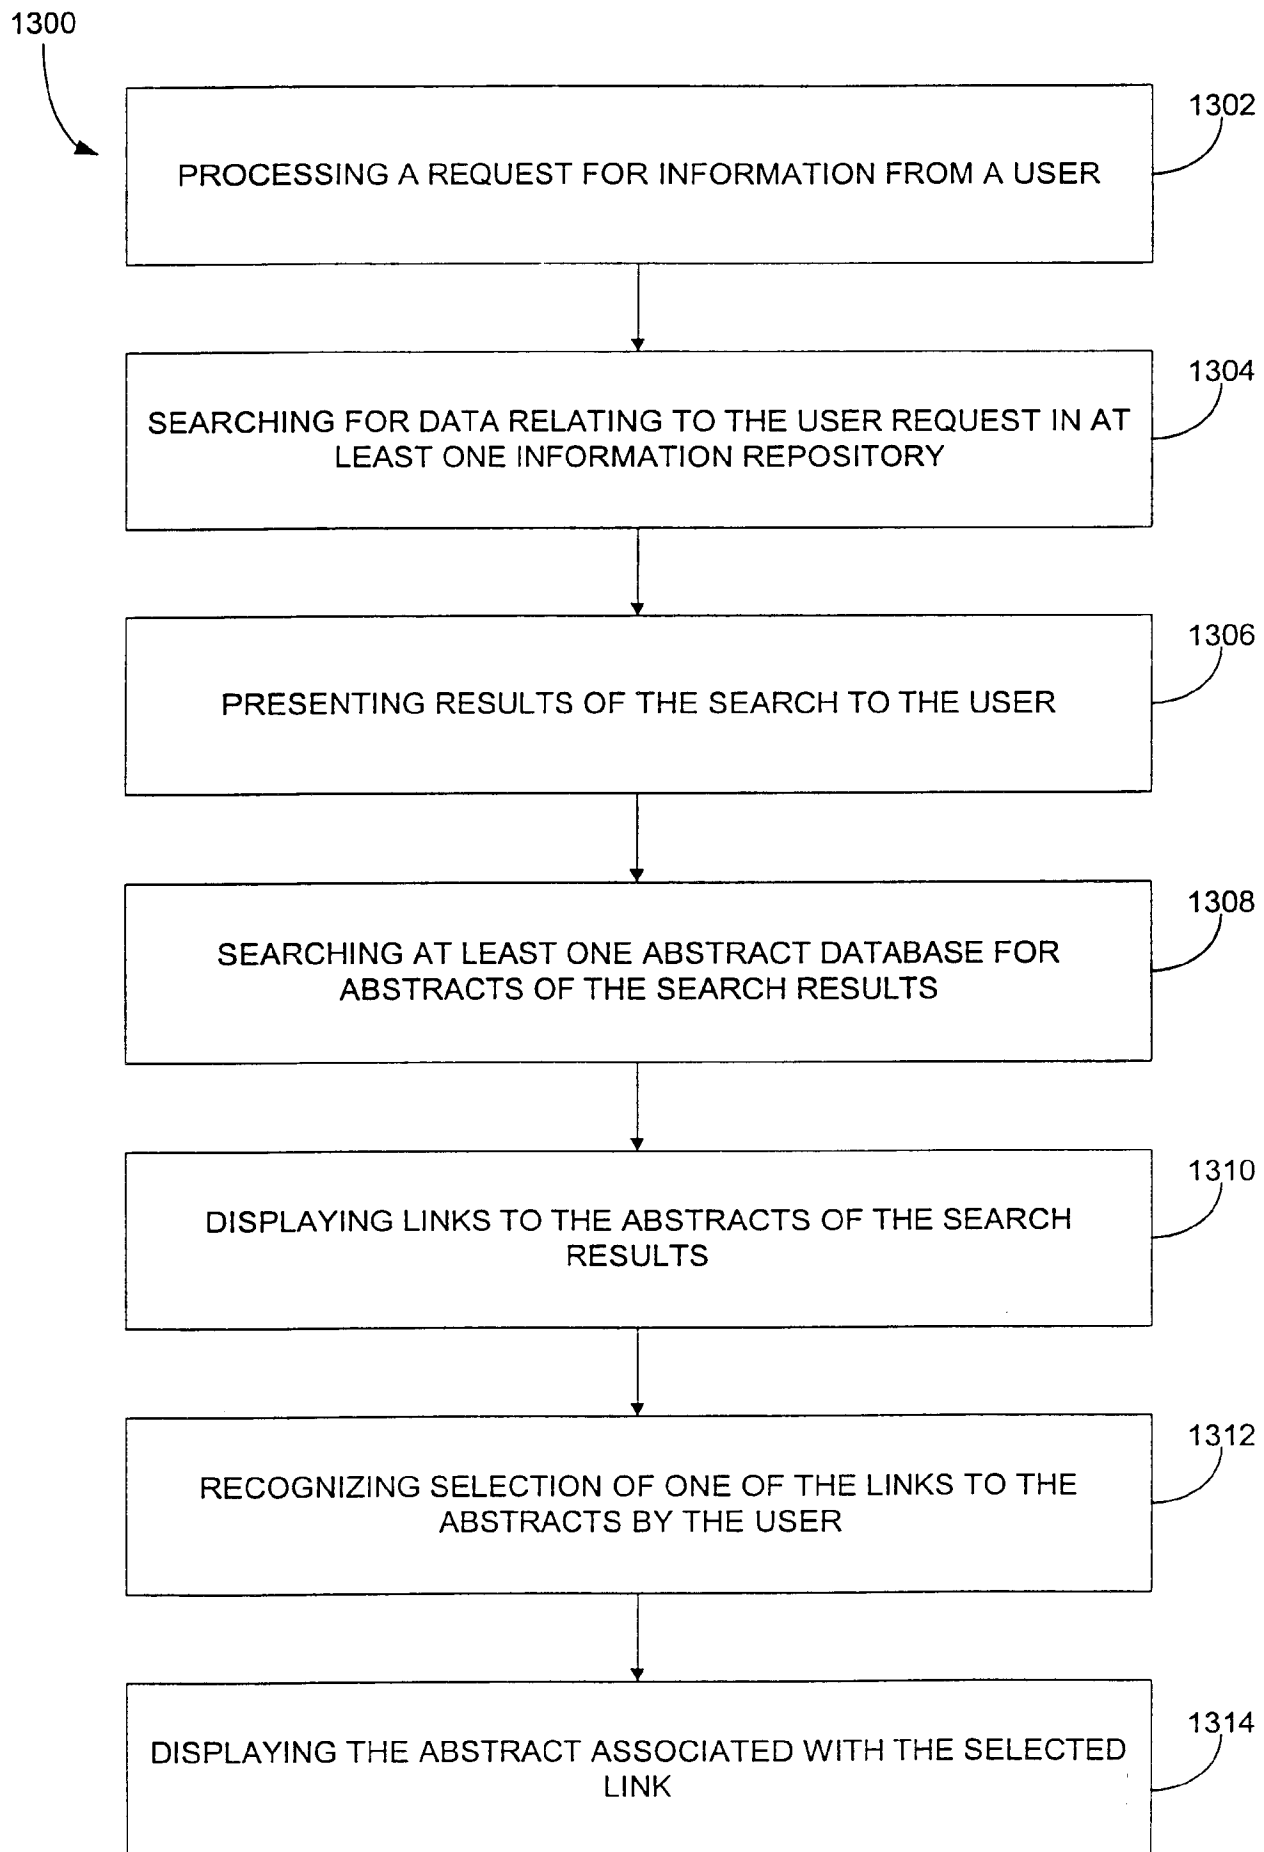 1300
1302
PROCESSING A REQUEST FOR INFORMATION FROM A USER
1304
SEARCHING FOR DATA RELATING TO THE USER REQUEST IN AT
LEAST ONE INFORMATION REPOSITORY
1306
PRESENTING RESULTS OF THE SEARCH TO THE USER
1308
SEARCHING AT LEAST ONE ABSTRACT DATABASE FOR
ABSTRACTS OF THE SEARCH RESULTS
1310
DISPLAYING LINKS TO THE ABSTRACTS OF THE SEARCH
RESULTS
1312
RECOGNIZING SELECTION OF ONE OF THE LINKS TO THE
ABSTRACTS BY THE USER
1314
DISPLAYING THE ABSTRACT ASSOCIATED WITH THE SELECTED
LINK